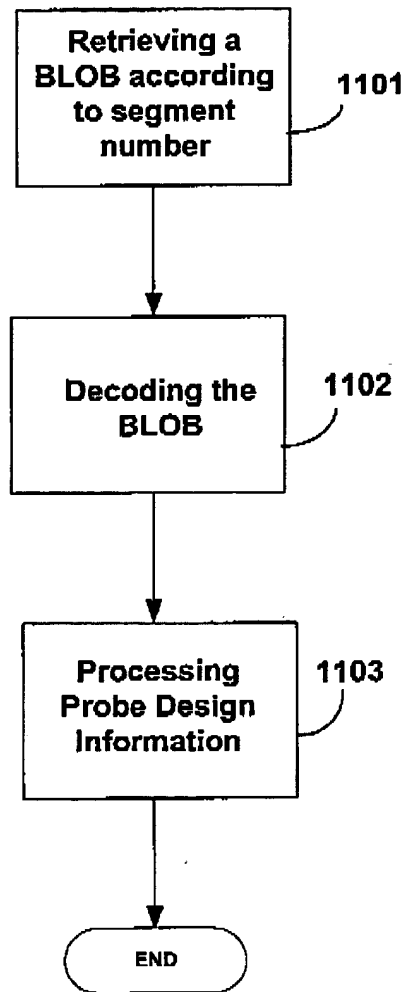 Retrieving a
BLOB according
to segment
number
1101
Decoding the
BLOB
1102
Processing
Probe Design
Information
1103
END